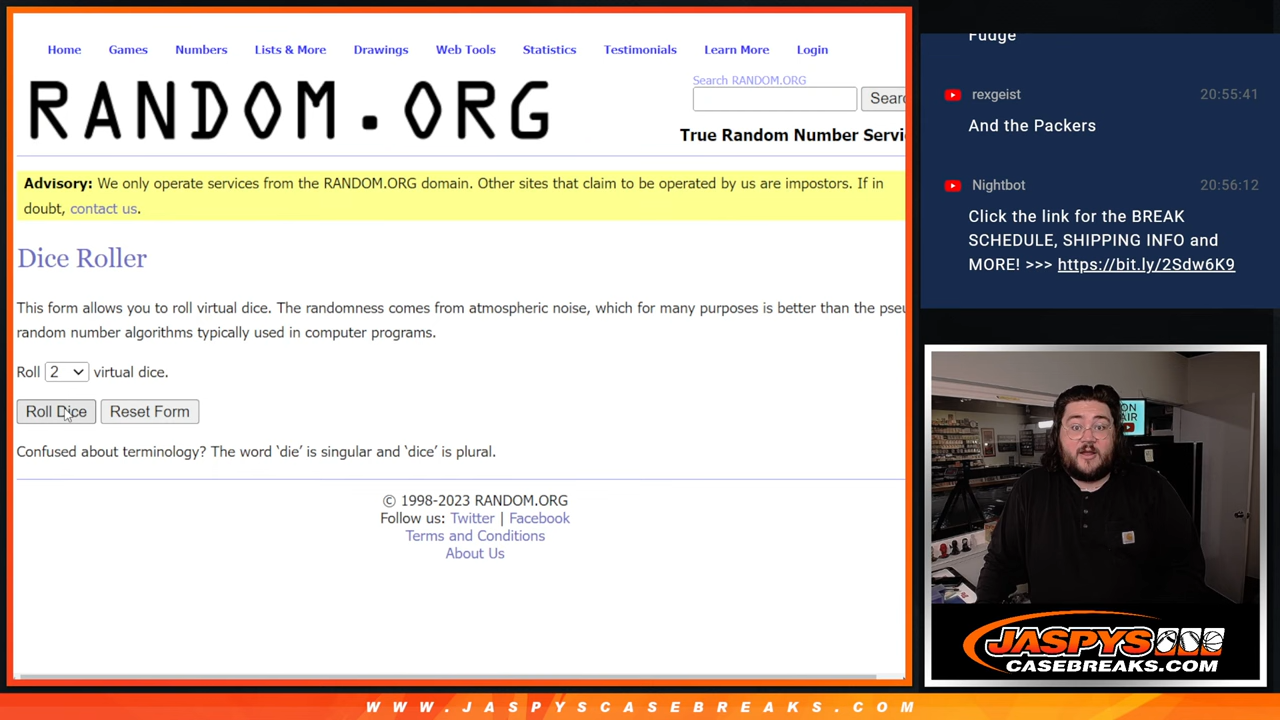 Home Games Numbers Lists & More Drawings Web Tools Statistics Testimonials Learn More Login
RANDOM.ORG
Search RANDOM.ORG
Searc
True Random Number Servi
Advisory: We only operate services from the RANDOM.ORG domain. Other sites that claim to be operated by us are impostors. If in
doubt, contact us.
Dice Roller
This form allows you to roll virtual dice. The randomness comes from atmospheric noise, which for many purposes is better than the pseu
random number algorithms typically used in computer programs.
Roll 2 virtual dice.
Roll Dice Reset Form
Confused about terminology? The word ‘die’ is singular and ‘dice’ is plural.
© 1998-2023 RANDOM.ORG
Follow us: Twitter | Facebook
Terms and Conditions
About Us
Fudge
rexgeist 20:55:41
And the Packers
Nightbot 20:56:12
Click the link for the BREAK
SCHEDULE, SHIPPING INFO and
MORE! >>> https://bit.ly/2Sdw6K9
ON
AIR
JASPYS
CASEBREAKS.COM
WWW.JASPYSCASEBREAKS.COM